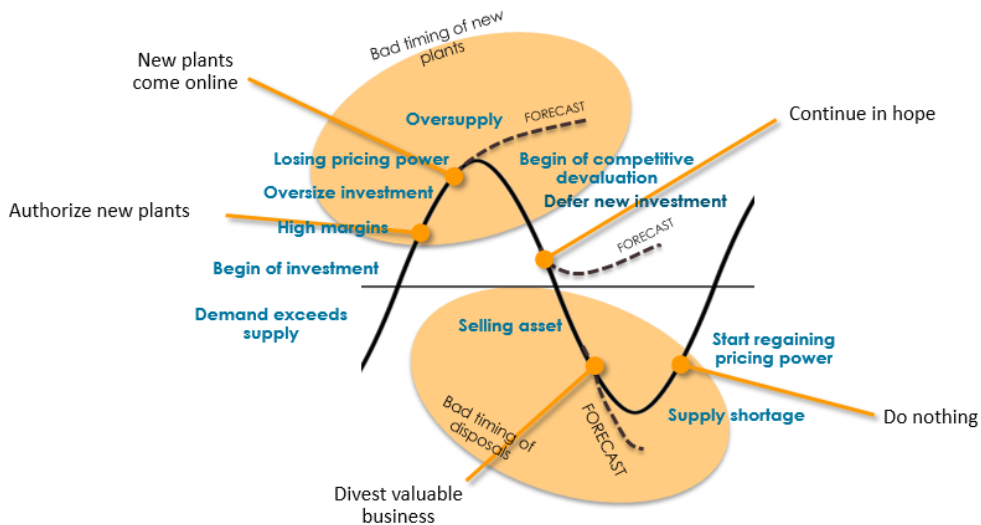 Bad timing of new
plants
New plants
come online
Oversupply
FORECAST
Continue in hope
Losing pricing power
Begin of competitive
devaluation
Oversize investment
Defer new investment
Authorize new plants
High margins
FORECAST
Begin of investment
Demand exceeds
supply
Selling asset
Start regaining
pricing power
Bad timing of
disposals
FORECAST
Supply shortage
Do nothing
Divest valuable
business